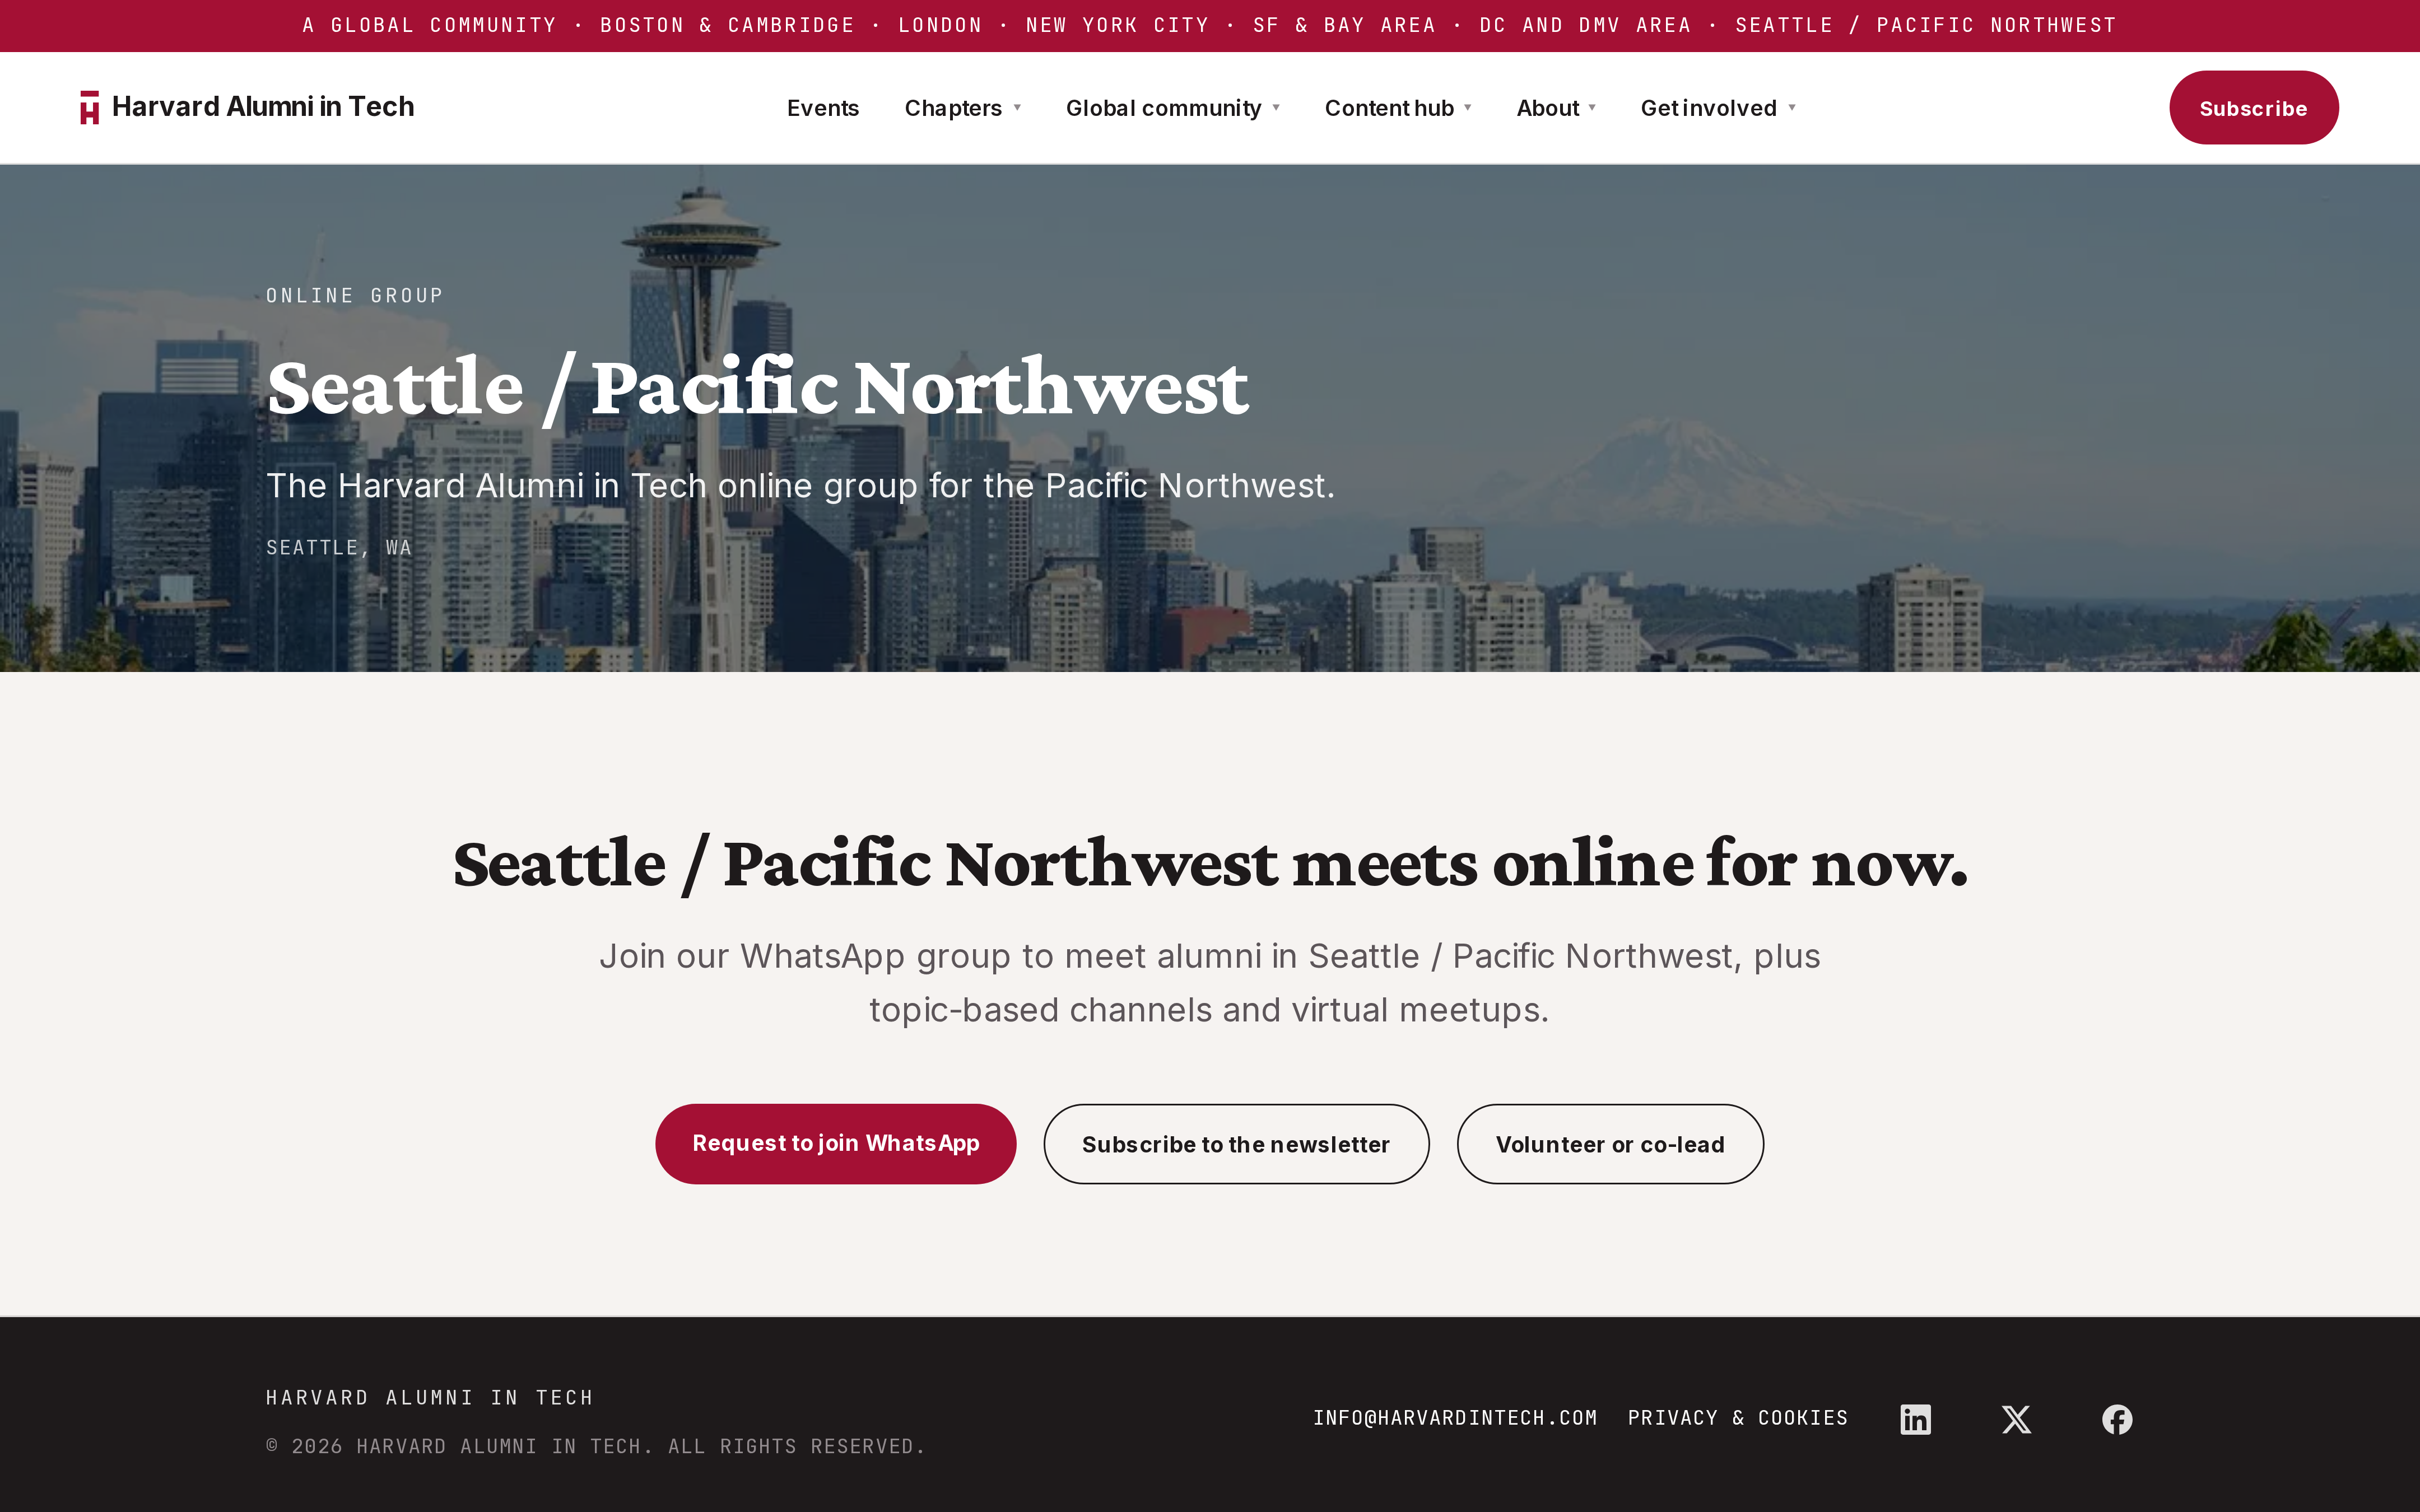 A GLOBAL COMMUNITY · BOSTON & CAMBRIDGE · LONDON · NEW YORK CITY · SF & BAY AREA · DC AND DMV AREA · SEATTLE / PACIFIC NORTHWEST
Harvard Alumni in Tech
Events Chapters Global community Content hub About Get involved
Subscribe
ONLINE GROUP
Seattle / Pacific Northwest
The Harvard Alumni in Tech online group for the Pacific Northwest.
SEATTLE, WA
Seattle / Pacific Northwest meets online for now.
Join our WhatsApp group to meet alumni in Seattle / Pacific Northwest, plus
topic-based channels and virtual meetups.
Request to join WhatsApp
Subscribe to the newsletter
Volunteer or co-lead
HARVARD ALUMNI IN TECH
© 2026 HARVARD ALUMNI IN TECH. ALL RIGHTS RESERVED.
INFO@HARVARDINTECH.COM PRIVACY & COOKIES